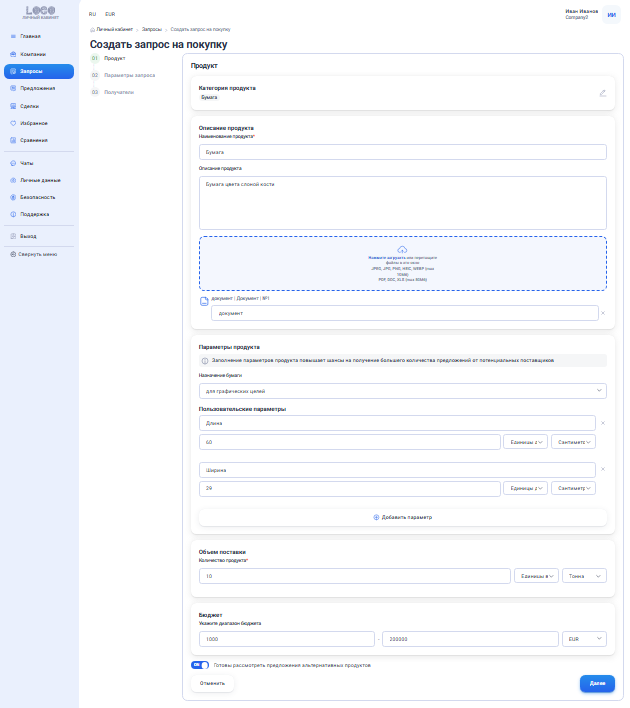 LOGO
ЛИЧНЫЙ КАБИНЕТ
Главная
Компании
Запросы
Предложения
Сделки
Избранное
Сравнения
Чаты
Личные данные
Безопасность
Поддержка
Выход
Свернуть меню
RU EUR
Иван Иванов
Company2
ИИ
Личный кабинет > Запросы > Создать запрос на покупку
Создать запрос на покупку
01 Продукт
02 Параметры запроса
03 Получатели
Продукт
Категория продукта
Бумага
Описание продукта
Наименование продукта*
Бумага
Описание продукта
Бумага цвета слоной кости
Нажмите загрузить или перетащите
файлы в это окно
JPEG, JPG, PNG, HEIC, WEBP (max
10Mb)
PDF, DOC, XLS (max 40Mb)
документ | Документ | №1
документ
Параметры продукта
Заполнение параметров продукта повышает шансы на получение большего количества предложений от потенциальных поставщиков
Назначение бумаги
для графических целей
Пользовательские параметры
Длина
60 Единицы Сантиметр
Ширина
29 Единицы Сантиметр
Добавить параметр
Объем поставки
Количество продукта*
10 Единицы в Тонна
Бюджет
Укажите диапазон бюджета
1000 - 200000 EUR
Готовы рассмотреть предложения альтернативных продуктов
Отменить Далее